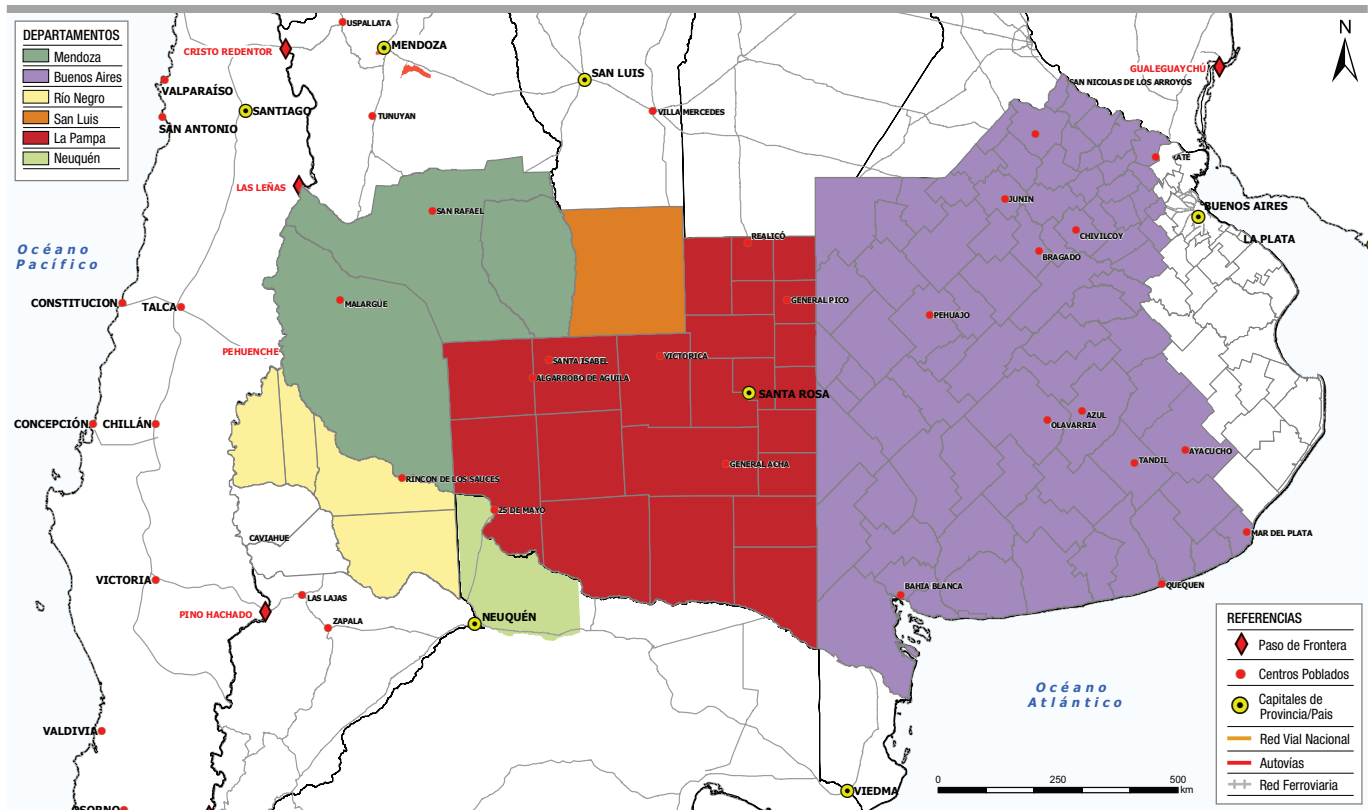 DEPARTAMENTOS
Mendoza
Buenos Aires
Río Negro
San Luis
La Pampa
Neuquén
USPALLATA
MENDOZA
CRISTO REDENTOR
VALPARAÍSO
SANTIAGO
SAN ANTONIO
TUNUYAN
SAN LUIS
VILLA MERCEDES
GUALEGUAYCHÚ
SAN NICOLAS DE LOS ARROYOS
N
LAS LEÑAS
SAN RAFAEL
JUNIN
ATE
BUENOS AIRES
LA PLATA
CHIVILCOY
BRAGADO
REALICÓ
Océano
Pacífico
CONSTITUCION
TALCA
MALARGUE
GENERAL PICO
PEHUAJO
PEHUENCHE
SANTA ISABEL
ALGARROBO DE AGUILA
VICTORICA
SANTA ROSA
CONCEPCIÓN
CHILLÁN
AZUL
OLAVARRIA
AYACUCHO
TANDIL
GENERAL ACHA
RINCON DE LOS SAUCES
25 DE MAYO
CAVIAHUE
MAR DEL PLATA
VICTORIA
LAS LAJAS
PINO HACHADO
ZAPALA
NEUQUÉN
BAHIA BLANCA
QUEQUEN
Océano
Atlántico
VALDIVIA
OSORNO
VIEDMA
0
250
500
km
REFERENCIAS
Paso de Frontera
Centros Poblados
Capitales de
Provincia/Pais
Red Vial Nacional
Autovías
Red Ferroviaria